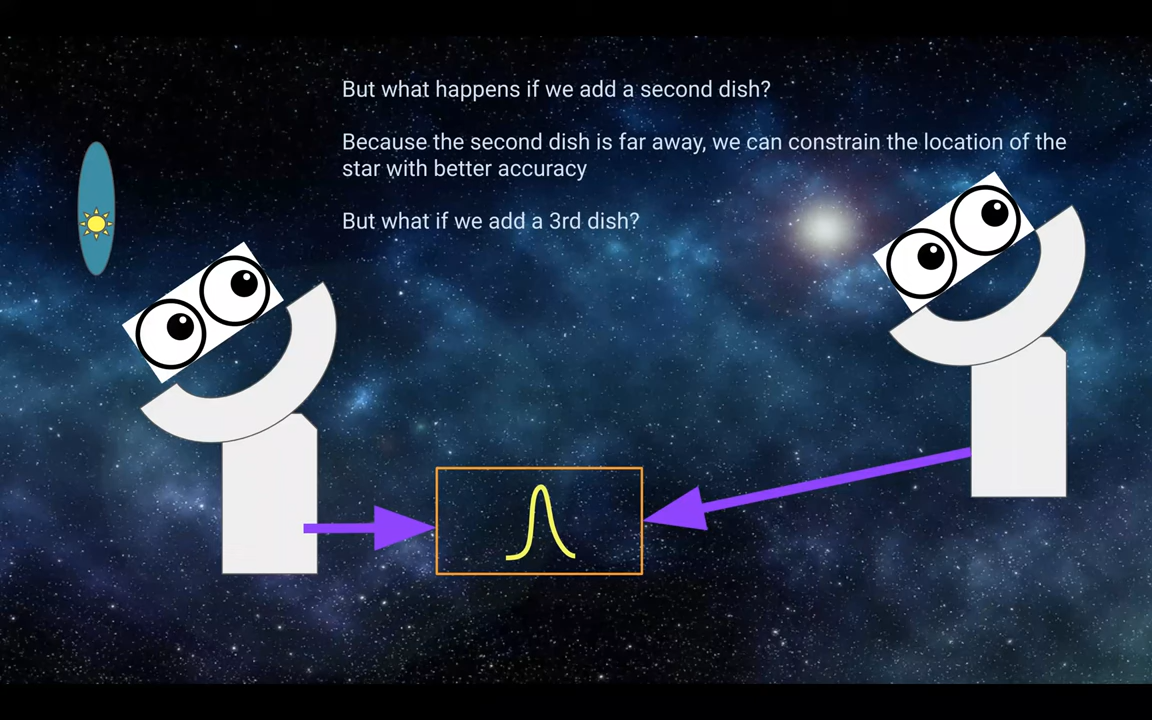 But what happens if we add a second dish?
Because the second dish is far away, we can constrain the location of the
star with better accuracy
But what if we add a 3rd dish?